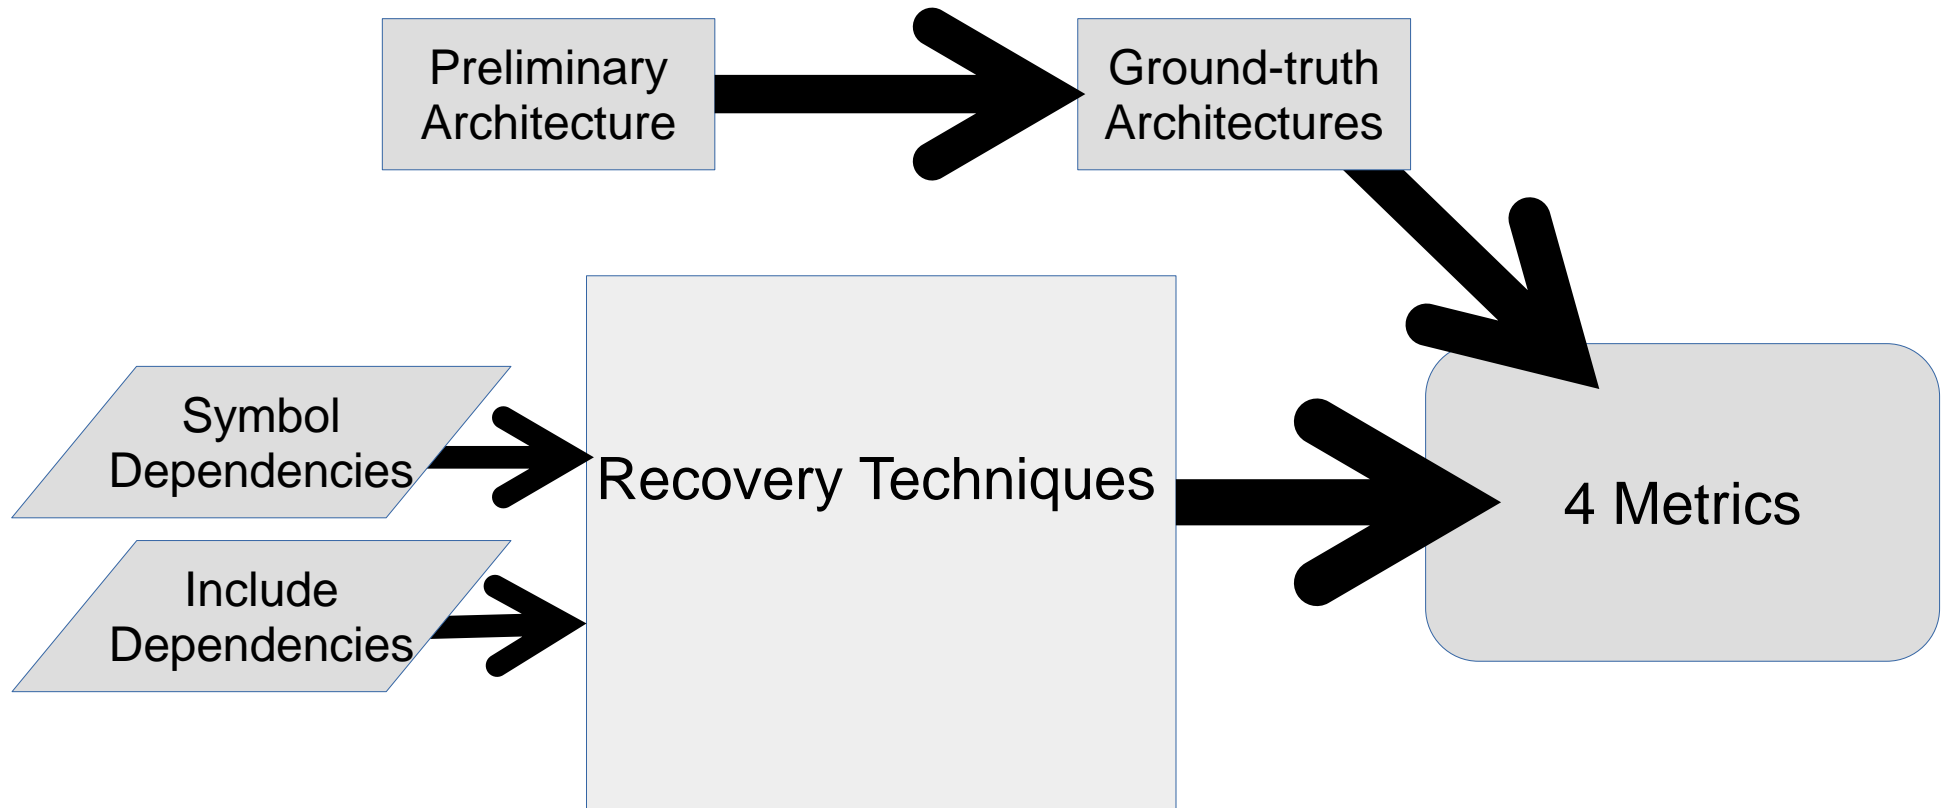 Preliminary
Architecture
Ground-truth
Architectures
Symbol
Dependencies
Include
Dependencies
Recovery Techniques
4 Metrics